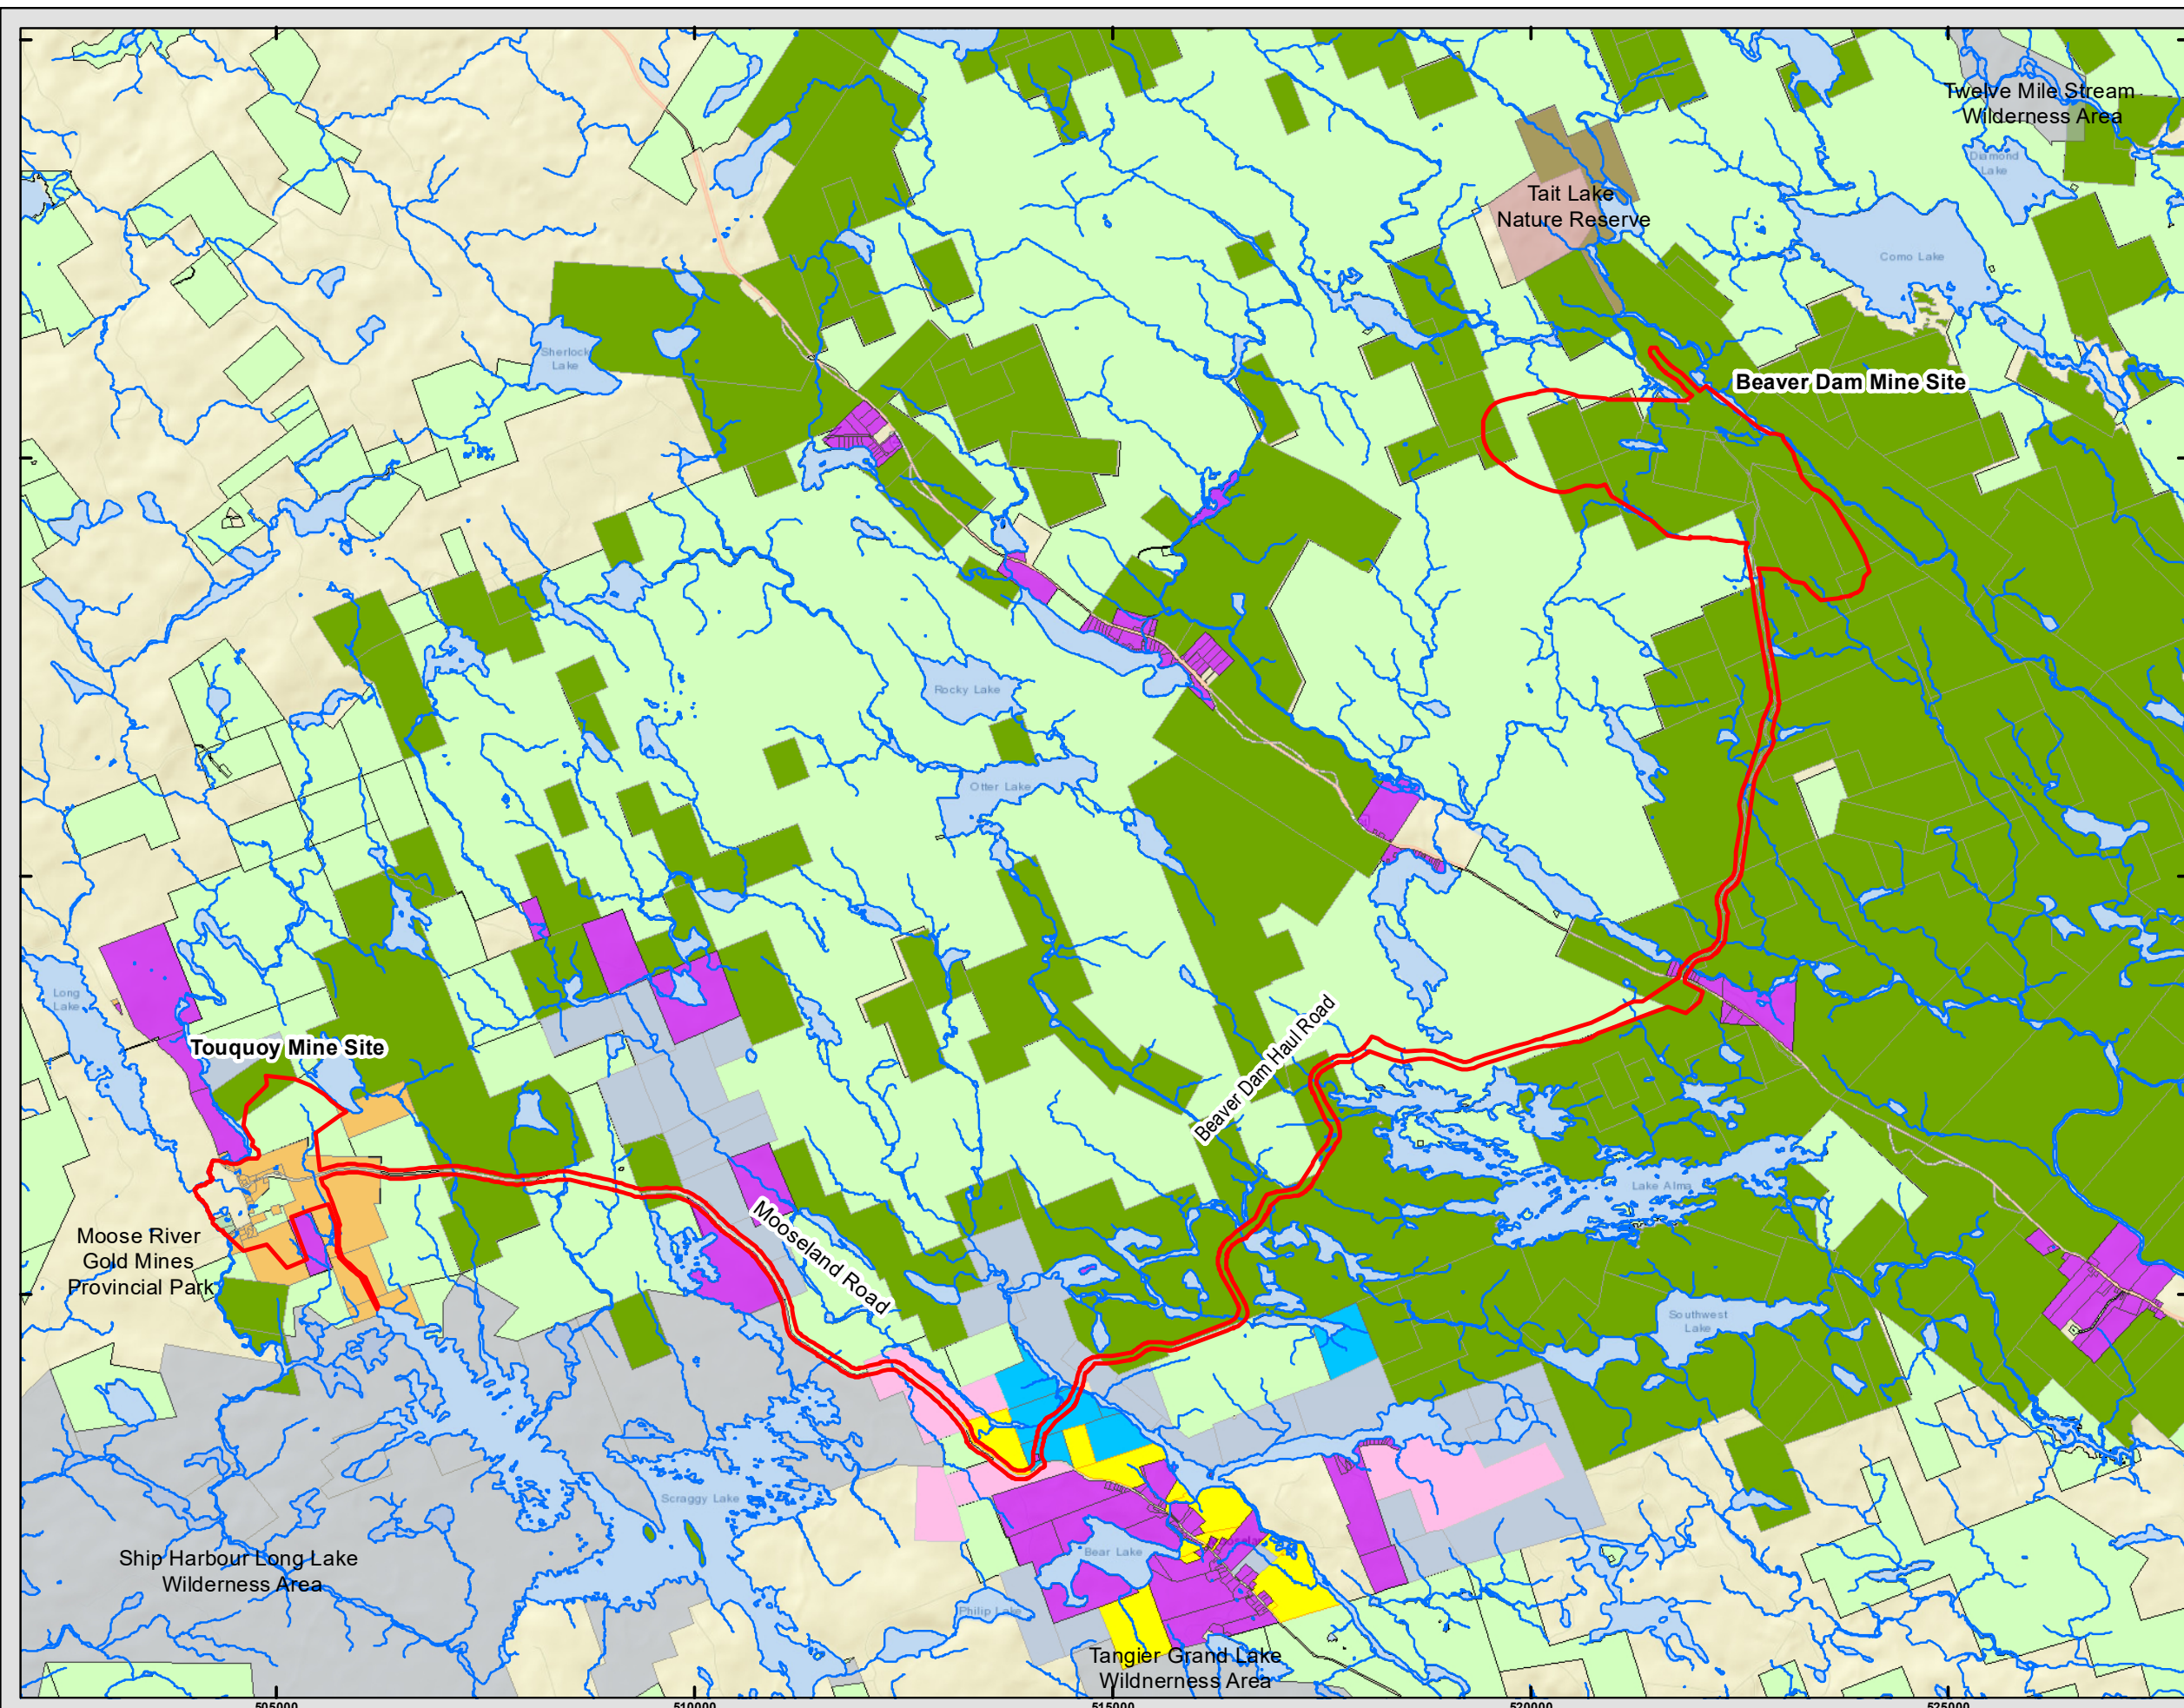 Twelve Mile Stream
Wilderness Area
Diamond
Lake
Tait Lake
Nature Reserve
Como Lake
Sherlock
Lake
Beaver Dam Mine Site
Rocky Lake
Otter Lake
Long
Lake
Touquoy Mine Site
Beaver Dam Haul Road
Lake Alma
Mooseland Road
Moose River
Gold Mines
Provincial Park
Southwest
Lake
Scraggy Lake
Bear Lake
Ship Harbour Long Lake
Wilderness Area
Philip Lake
Tangier Grand Lake
Wildnerness Area
505000
510000
515000
520000
525000